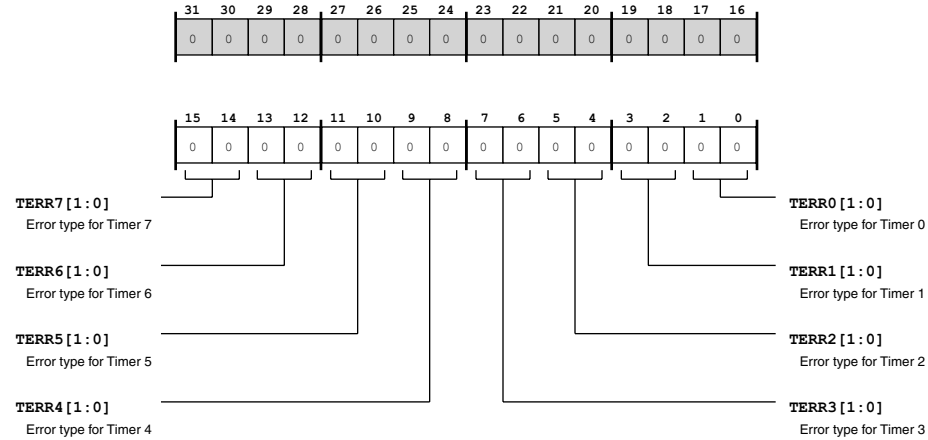 31 30 29 28 27 26 25 24 23 22 21 20 19 18 17 16
0 0 0 0 0 0 0 0 0 0 0 0 0 0 0 0
15 14 13 12 11 10 9 8 7 6 5 4 3 2 1 0
0 0 0 0 0 0 0 0 0 0 0 0 0 0 0 0
TERR7[1:0]
Error type for Timer 7
TERR6[1:0]
Error type for Timer 6
TERR5[1:0]
Error type for Timer 5
TERR4[1:0]
Error type for Timer 4
TERR0[1:0]
Error type for Timer 0
TERR1[1:0]
Error type for Timer 1
TERR2[1:0]
Error type for Timer 2
TERR3[1:0]
Error type for Timer 3